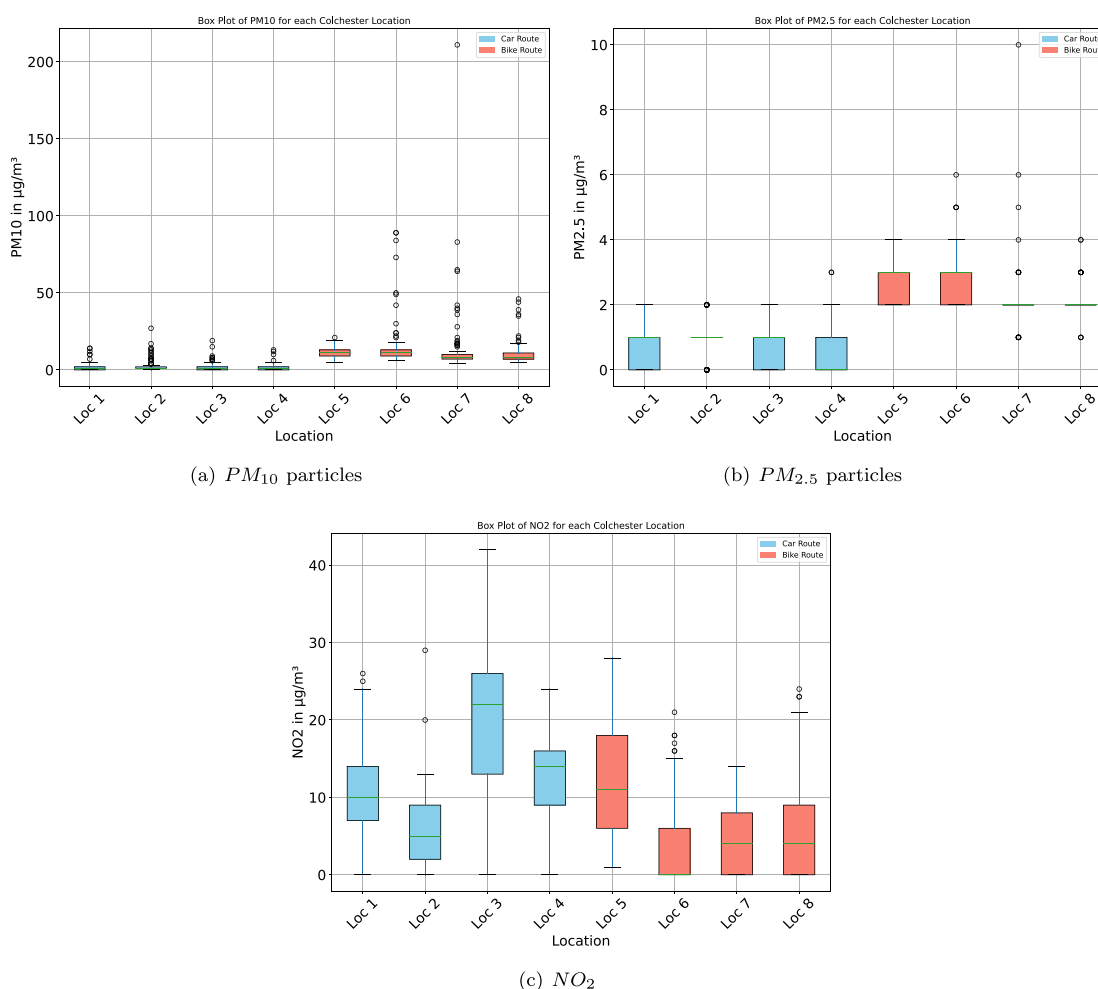 Box Plot of PM10 for each Colchester Location
Car Route
Bike Route
200
150
100
50
0
PM10 in µg/m³
Loc 1
Loc 2
Loc 3
Loc 4
Loc 5
Loc 6
Loc 7
Loc 8
Location
(a) PM10 particles
Box Plot of PM2.5 for each Colchester Location
Car Route
Bike Route
10
8
6
4
2
0
PM2.5 in µg/m³
Loc 1
Loc 2
Loc 3
Loc 4
Loc 5
Loc 6
Loc 7
Loc 8
Location
(b) PM2.5 particles
Box Plot of NO2 for each Colchester Location
Car Route
Bike Route
40
30
20
10
0
NO2 in µg/m³
Loc 1
Loc 2
Loc 3
Loc 4
Loc 5
Loc 6
Loc 7
Loc 8
Location
(c) NO2